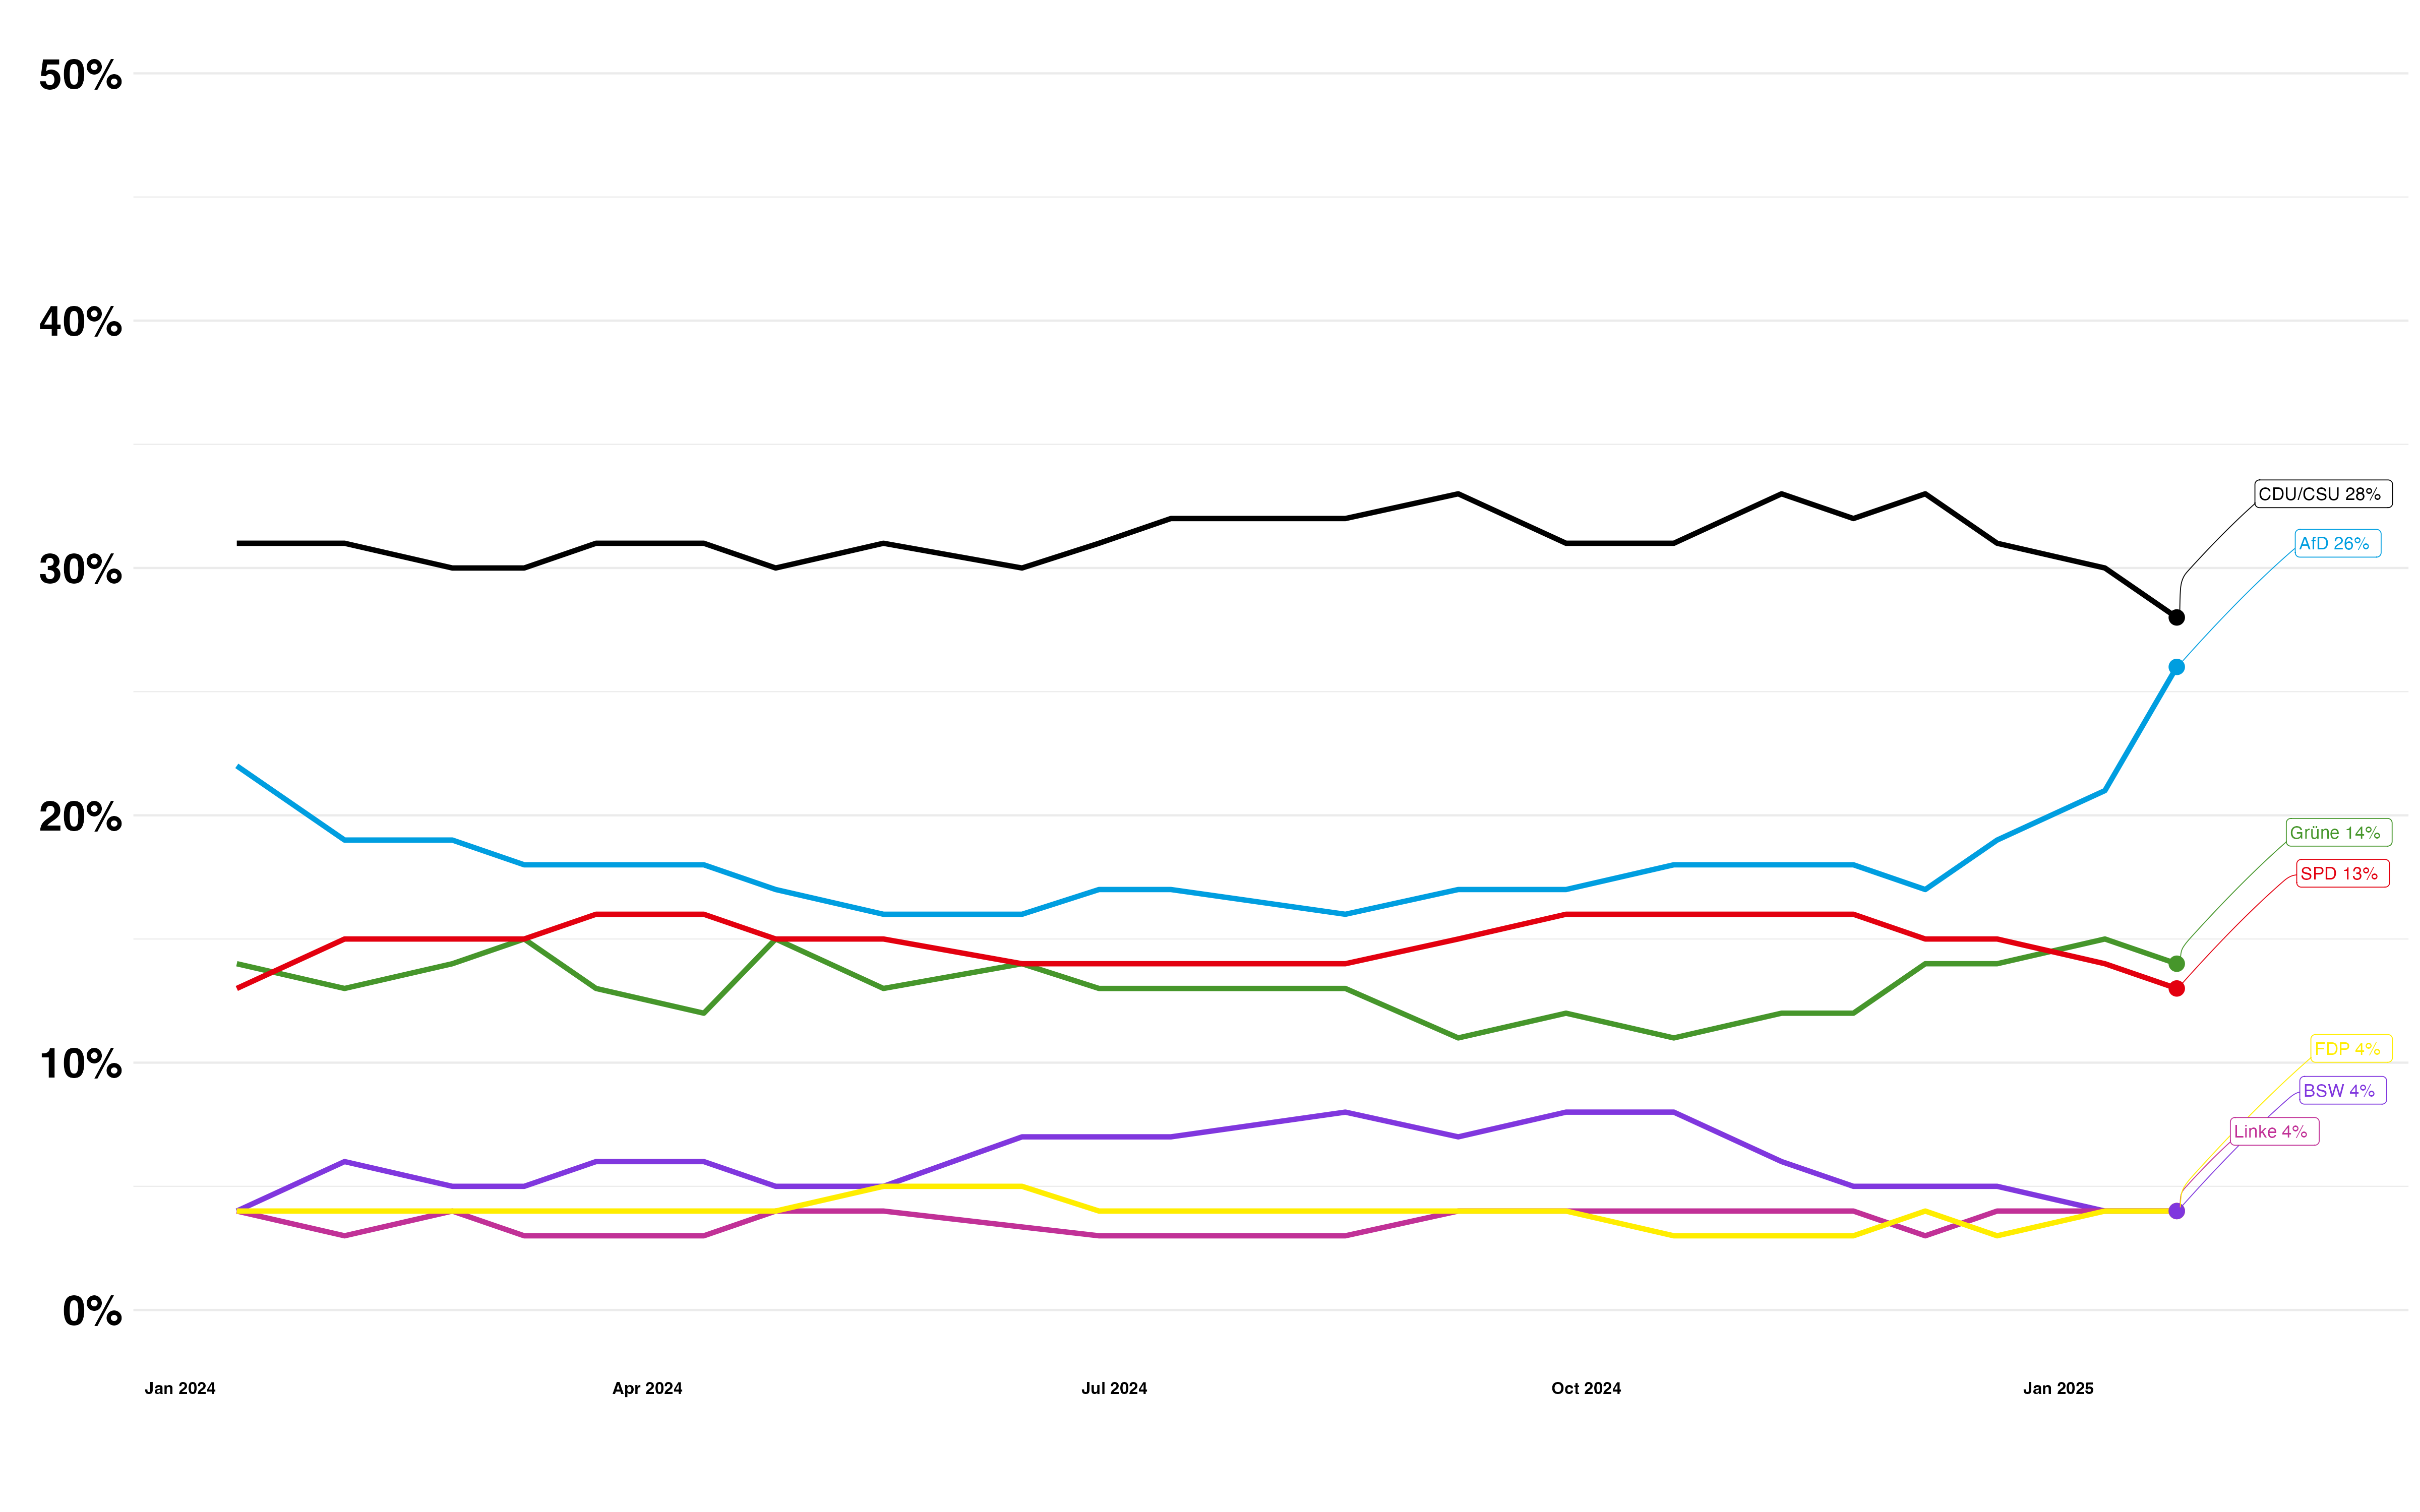 50%
40%
30%
20%
10%
0%
CDU/CSU 28%
AfD 26%
Grüne 14%
SPD 13%
FDP 4%
BSW 4%
Linke 4%
Jan 2024
Apr 2024
Jul 2024
Oct 2024
Jan 2025